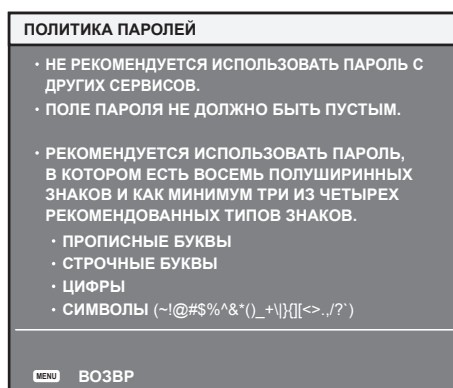 ПОЛИТИКА ПАРОЛЕЙ
· НЕ РЕКОМЕНДУЕТСЯ ИСПОЛЬЗОВАТЬ ПАРОЛЬ С
ДРУГИХ СЕРВИСОВ.
· ПОЛЕ ПАРОЛЯ НЕ ДОЛЖНО БЫТЬ ПУСТЫМ.
· РЕКОМЕНДУЕТСЯ ИСПОЛЬЗОВАТЬ ПАРОЛЬ,
В КОТОРОМ ЕСТЬ ВОСЕМЬ ПОЛУШИРИННЫХ
ЗНАКОВ И КАК МИНИМУМ ТРИ ИЗ ЧЕТЫРЕХ
РЕКОМЕНДОВАННЫХ ТИПОВ ЗНАКОВ.
· ПРОПИСНЫЕ БУКВЫ
· СТРОЧНЫЕ БУКВЫ
· ЦИФРЫ
· СИМВОЛЫ (~!@#$%^&*()_+\|}{][<>.,/?`)
MENU ВОЗВР